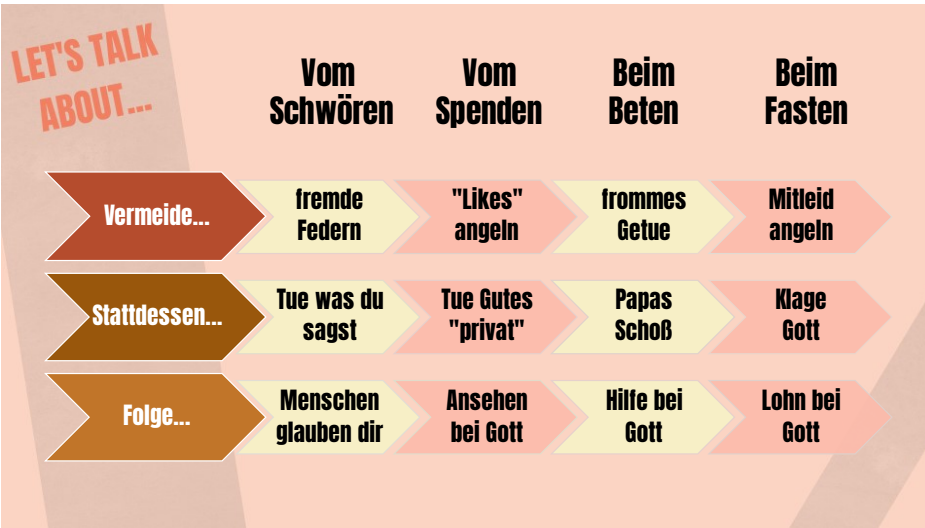 LET'S TALK
ABOUT...
Vom
Schwören
Vom
Spenden
Beim
Beten
Beim
Fasten
Vermeide...
fremde
Federn
"Likes"
angeln
frommes
Getue
Mitleid
angeln
Stattdessen...
Tue was du
sagst
Tue Gutes
"privat"
Papas
Schoß
Klage
Gott
Folge...
Menschen
glauben dir
Ansehen
bei Gott
Hilfe bei
Gott
Lohn bei
Gott